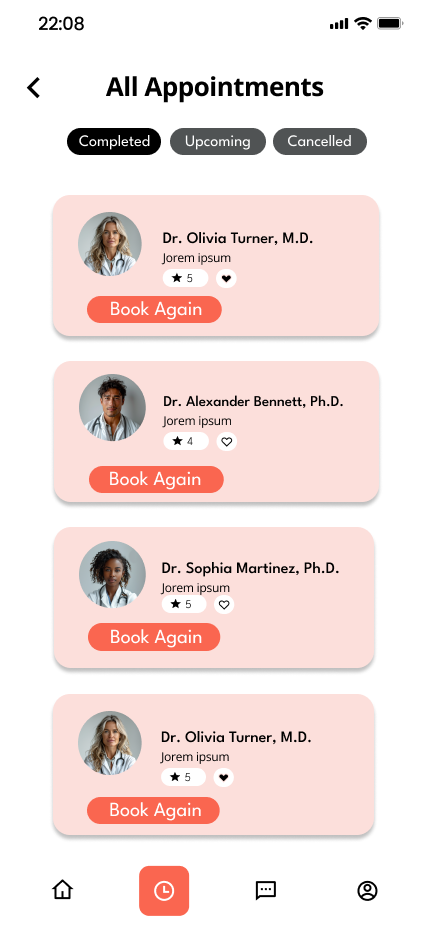 22:08
All Appointments
Completed Upcoming Cancelled
Dr. Olivia Turner, M.D.
Jorem ipsum
5
Book Again
Dr. Alexander Bennett, Ph.D.
Jorem ipsum
4
Book Again
Dr. Sophia Martinez, Ph.D.
Jorem ipsum
5
Book Again
Dr. Olivia Turner, M.D.
Jorem ipsum
5
Book Again